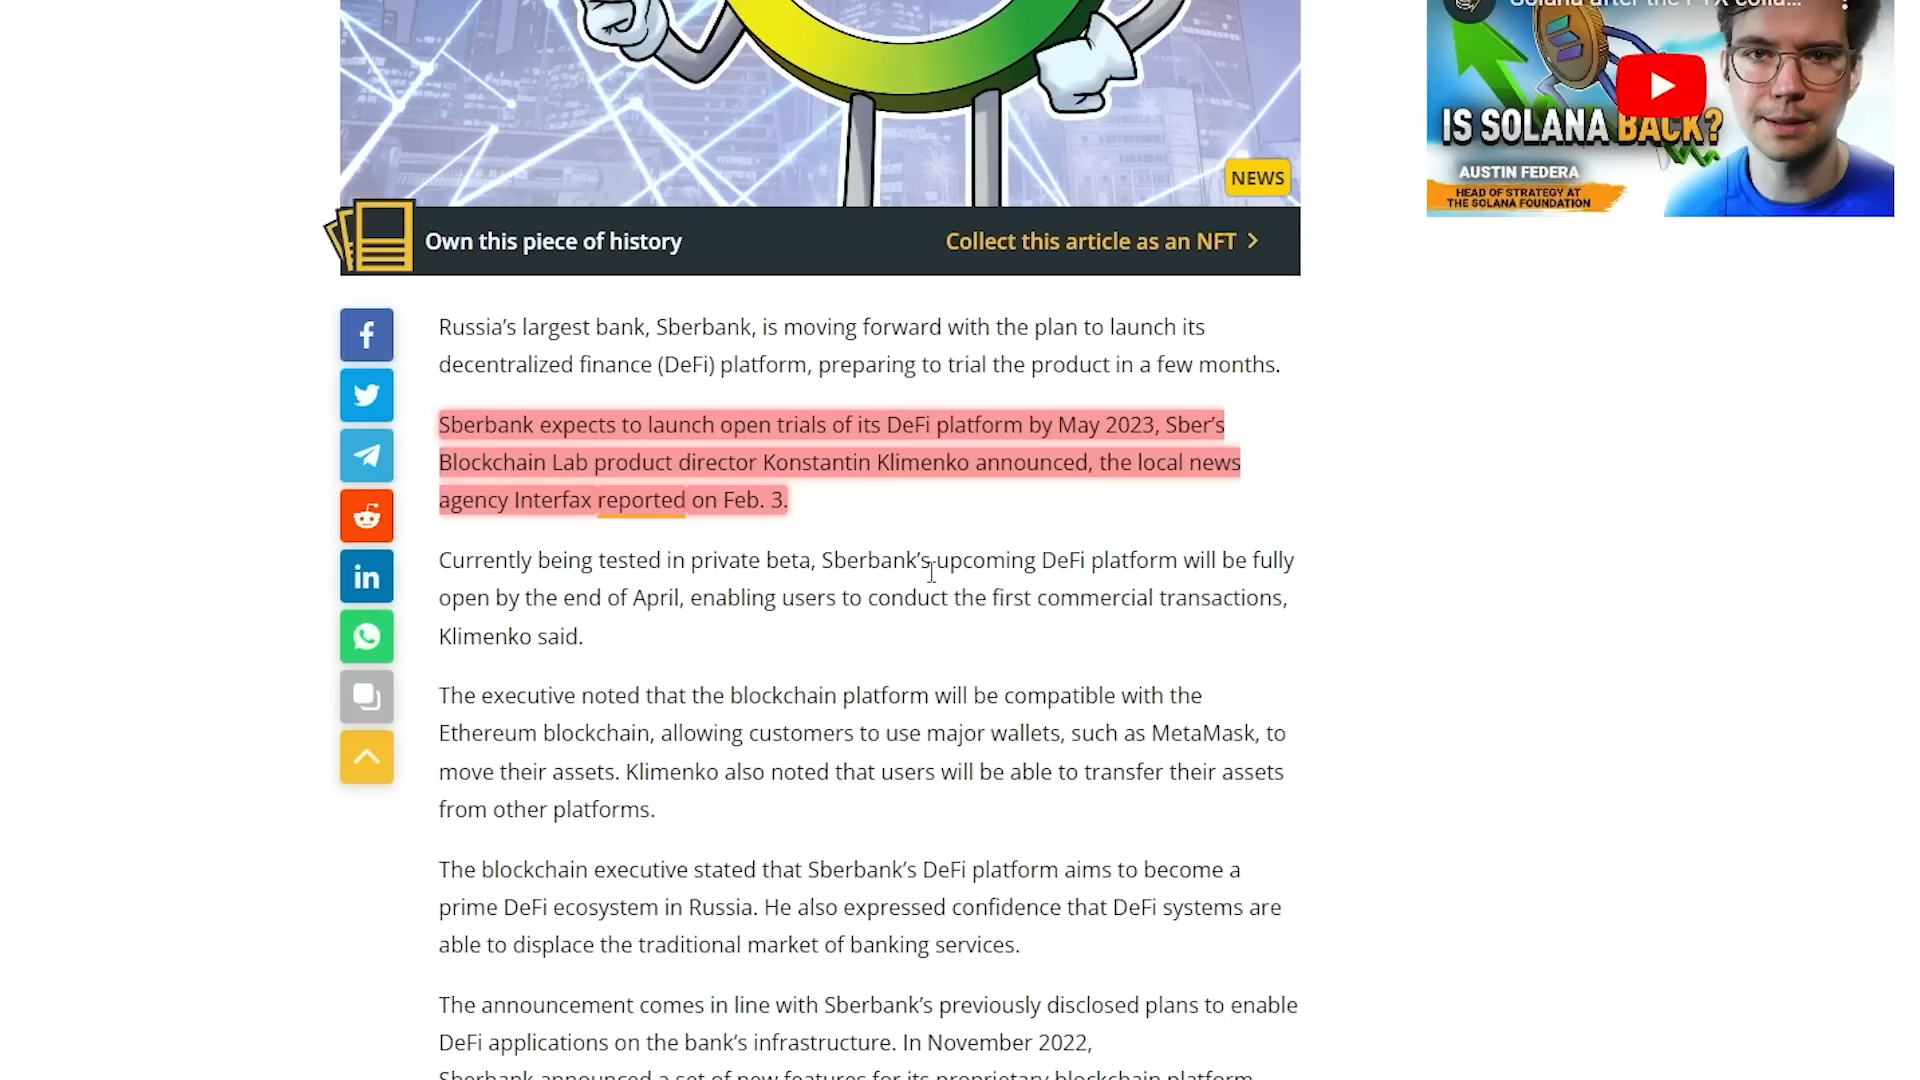 Solana after the FTX colla...
IS SOLANA BACK?
AUSTIN FEDERA
HEAD OF STRATEGY AT
THE SOLANA FOUNDATION
NEWS
Own this piece of history
Collect this article as an NFT >
Russia’s largest bank, Sberbank, is moving forward with the plan to launch its
decentralized finance (DeFi) platform, preparing to trial the product in a few months.
Sberbank expects to launch open trials of its DeFi platform by May 2023, Sber’s
Blockchain Lab product director Konstantin Klimenko announced, the local news
agency Interfax reported on Feb. 3.
Currently being tested in private beta, Sberbank’s upcoming DeFi platform will be fully
open by the end of April, enabling users to conduct the first commercial transactions,
Klimenko said.
The executive noted that the blockchain platform will be compatible with the
Ethereum blockchain, allowing customers to use major wallets, such as MetaMask, to
move their assets. Klimenko also noted that users will be able to transfer their assets
from other platforms.
The blockchain executive stated that Sberbank’s DeFi platform aims to become a
prime DeFi ecosystem in Russia. He also expressed confidence that DeFi systems are
able to displace the traditional market of banking services.
The announcement comes in line with Sberbank’s previously disclosed plans to enable
DeFi applications on the bank’s infrastructure. In November 2022,
Sberbank announced a set of new features for its proprietary blockchain platform,